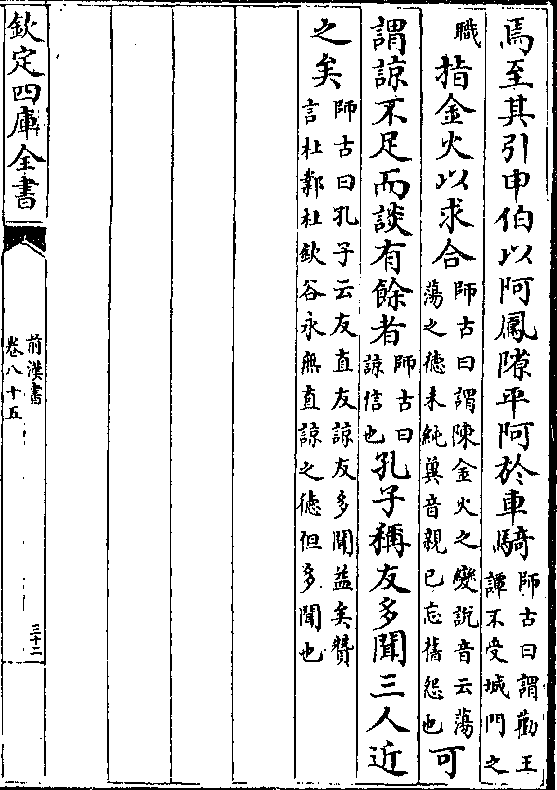 焉至其引申伯以阿鳳隙平阿於車騎師古曰謂勸王
譚不受城門之
職指金火以求合師古曰謂陳金火之變説音云蕩
蕩之徳未純冀音親己忘舊怨也可
謂諒不足而談有餘者師古曰
諒信也孔子稱友多聞三人近
之矣師古曰孔子云友直友諒友多聞益矣贊
言杜鄴杜欽谷永無直諒之徳但多聞也
欽定四庫全書
前漢書
卷八十五
三十二